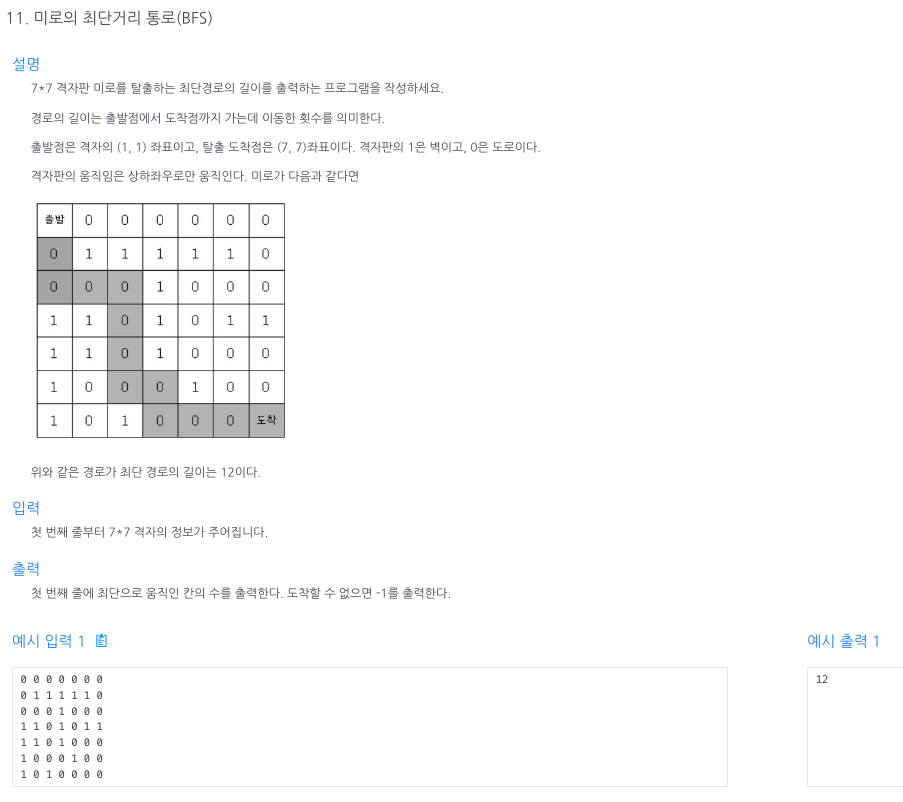 11. 미로의 최단거리 통로(BFS)
설명
7*7 격자판 미로를 탈출하는 최단경로의 길이를 출력하는 프로그램을 작성하세요.
경로의 길이는 출발점에서 도착점까지 가는데 이동한 횟수를 의미한다.
출발점은 격자의 (1, 1) 좌표이고, 탈출 도착점은 (7, 7)좌표이다. 격자판의 1은 벽이고, 0은 도로이다.
격자판의 움직임은 상하좌우로만 움직인다. 미로가 다음과 같다면
출발 0 0 0 0 0 0
0 1 1 1 1 1 0
0 0 0 1 0 0 0
1 1 0 1 0 1 1
1 1 0 1 0 0 0
1 0 0 0 1 0 0
1 0 1 0 0 0 도착
위와 같은 경로가 최단 경로의 길이는 12이다.
입력
첫 번째 줄부터 7*7 격자의 정보가 주어집니다.
출력
첫 번째 줄에 최단으로 움직인 칸의 수를 출력한다. 도착할 수 없으면 -1를 출력한다.
예시 입력 1
0 0 0 0 0 0 0
0 1 1 1 1 1 0
0 0 0 1 0 0 0
1 1 0 1 0 1 1
1 1 0 1 0 0 0
1 0 0 0 1 0 0
1 0 1 0 0 0 0
예시 출력 1
12